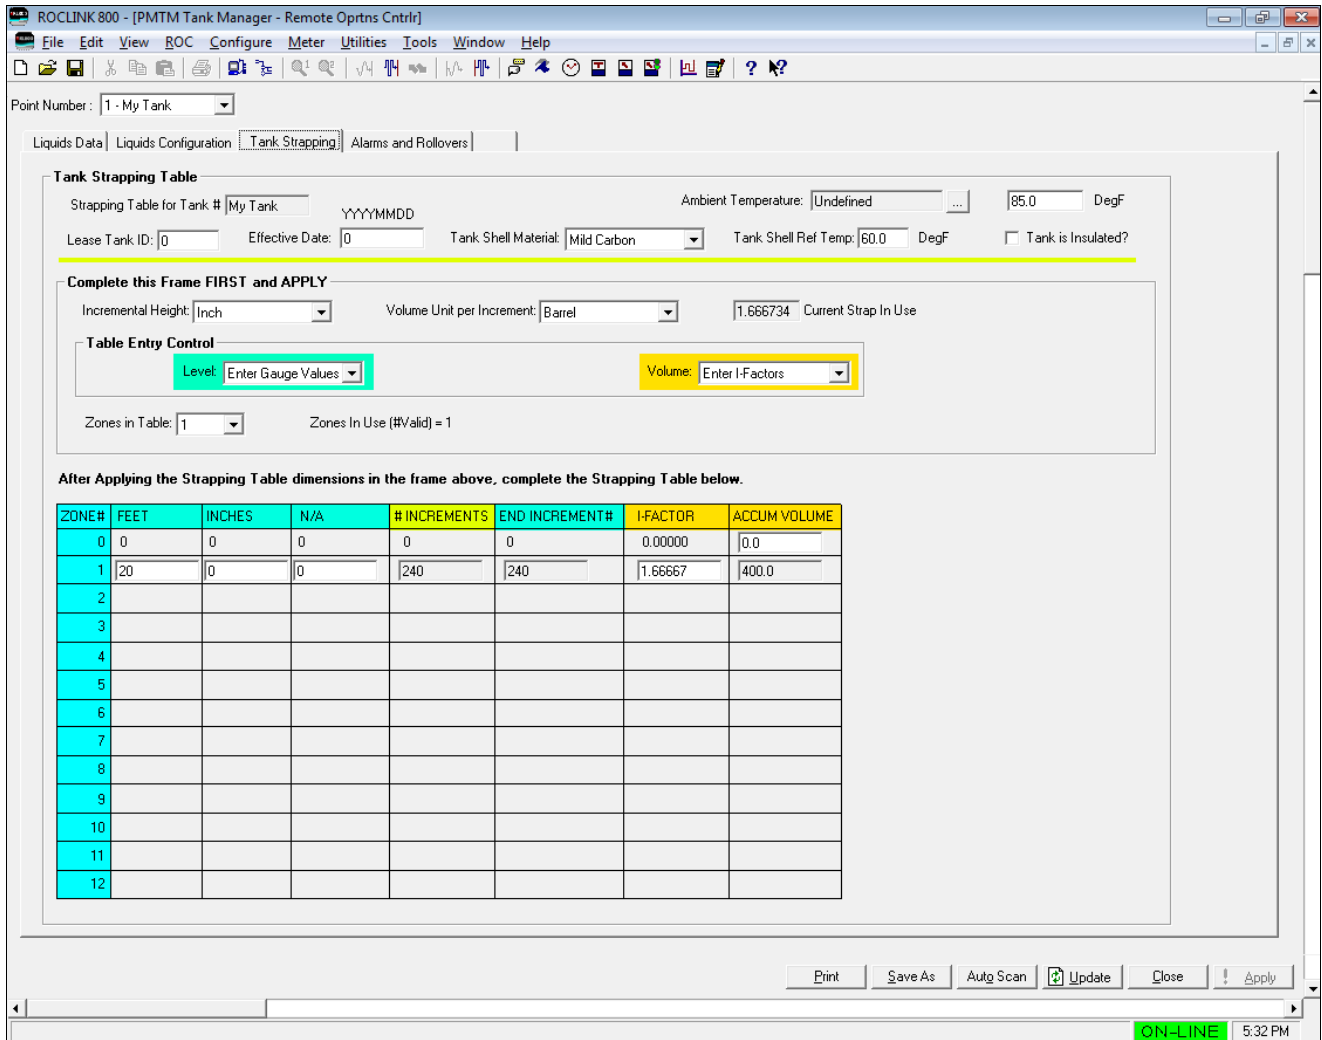 ROCLINK 800 - [PMTM Tank Manager - Remote Oprtns Cntrlr]
File Edit View ROC Configure Meter Utilities Tools Window Help
Point Number : 1 - My Tank
Liquids Data Liquids Configuration Tank Strapping Alarms and Rollovers
Tank Strapping Table
Strapping Table for Tank # My Tank YYYYMMDD Ambient Temperature: Undefined ... 85.0 DegF
Lease Tank ID: 0 Effective Date: 0 Tank Shell Material: Mild Carbon Tank Shell Ref Temp: 60.0 DegF Tank is Insulated?
Complete this Frame FIRST and APPLY
Incremental Height: Inch Volume Unit per Increment: Barrel 1.666734 Current Strap In Use
Table Entry Control
Level: Enter Gauge Values Volume: Enter I-Factors
Zones in Table: 1 Zones In Use (#Valid) = 1
After Applying the Strapping Table dimensions in the frame above, complete the Strapping Table below.
ZONE# FEET INCHES N/A # INCREMENTS END INCREMENT# I-FACTOR ACCUM VOLUME
0 0 0 0 0 0 0.00000 0.0
1 20 0 0 240 240 1.66667 400.0
2
3
4
5
6
7
8
9
10
11
12
Print Save As Auto Scan Update Close ! Apply
ON-LINE 5:32 PM